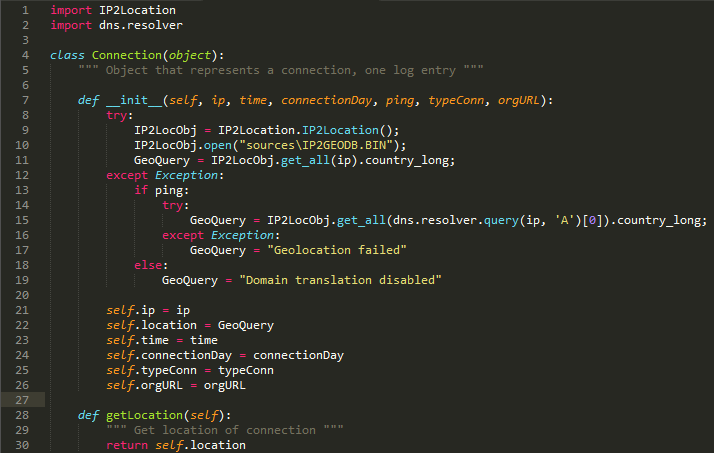 1 import IP2Location
2 import dns.resolver
3
4 class Connection(object):
5     """ Object that represents a connection, one log entry """
6
7     def __init__(self, ip, time, connectionDay, ping, typeConn, orgURL):
8         try:
9             IP2LocObj = IP2Location.IP2Location();
10             IP2LocObj.open("sources\IP2GEODB.BIN");
11             GeoQuery = IP2LocObj.get_all(ip).country_long;
12         except Exception:
13             if ping:
14                 try:
15                     GeoQuery = IP2LocObj.get_all(dns.resolver.query(ip, 'A')[0]).country_long;
16                 except Exception:
17                     GeoQuery = "Geolocation failed"
18             else:
19                 GeoQuery = "Domain translation disabled"
20
21         self.ip = ip
22         self.location = GeoQuery
23         self.time = time
24         self.connectionDay = connectionDay
25         self.typeConn = typeConn
26         self.orgURL = orgURL
27
28     def getLocation(self):
29         """ Get location of connection """
30         return self.location